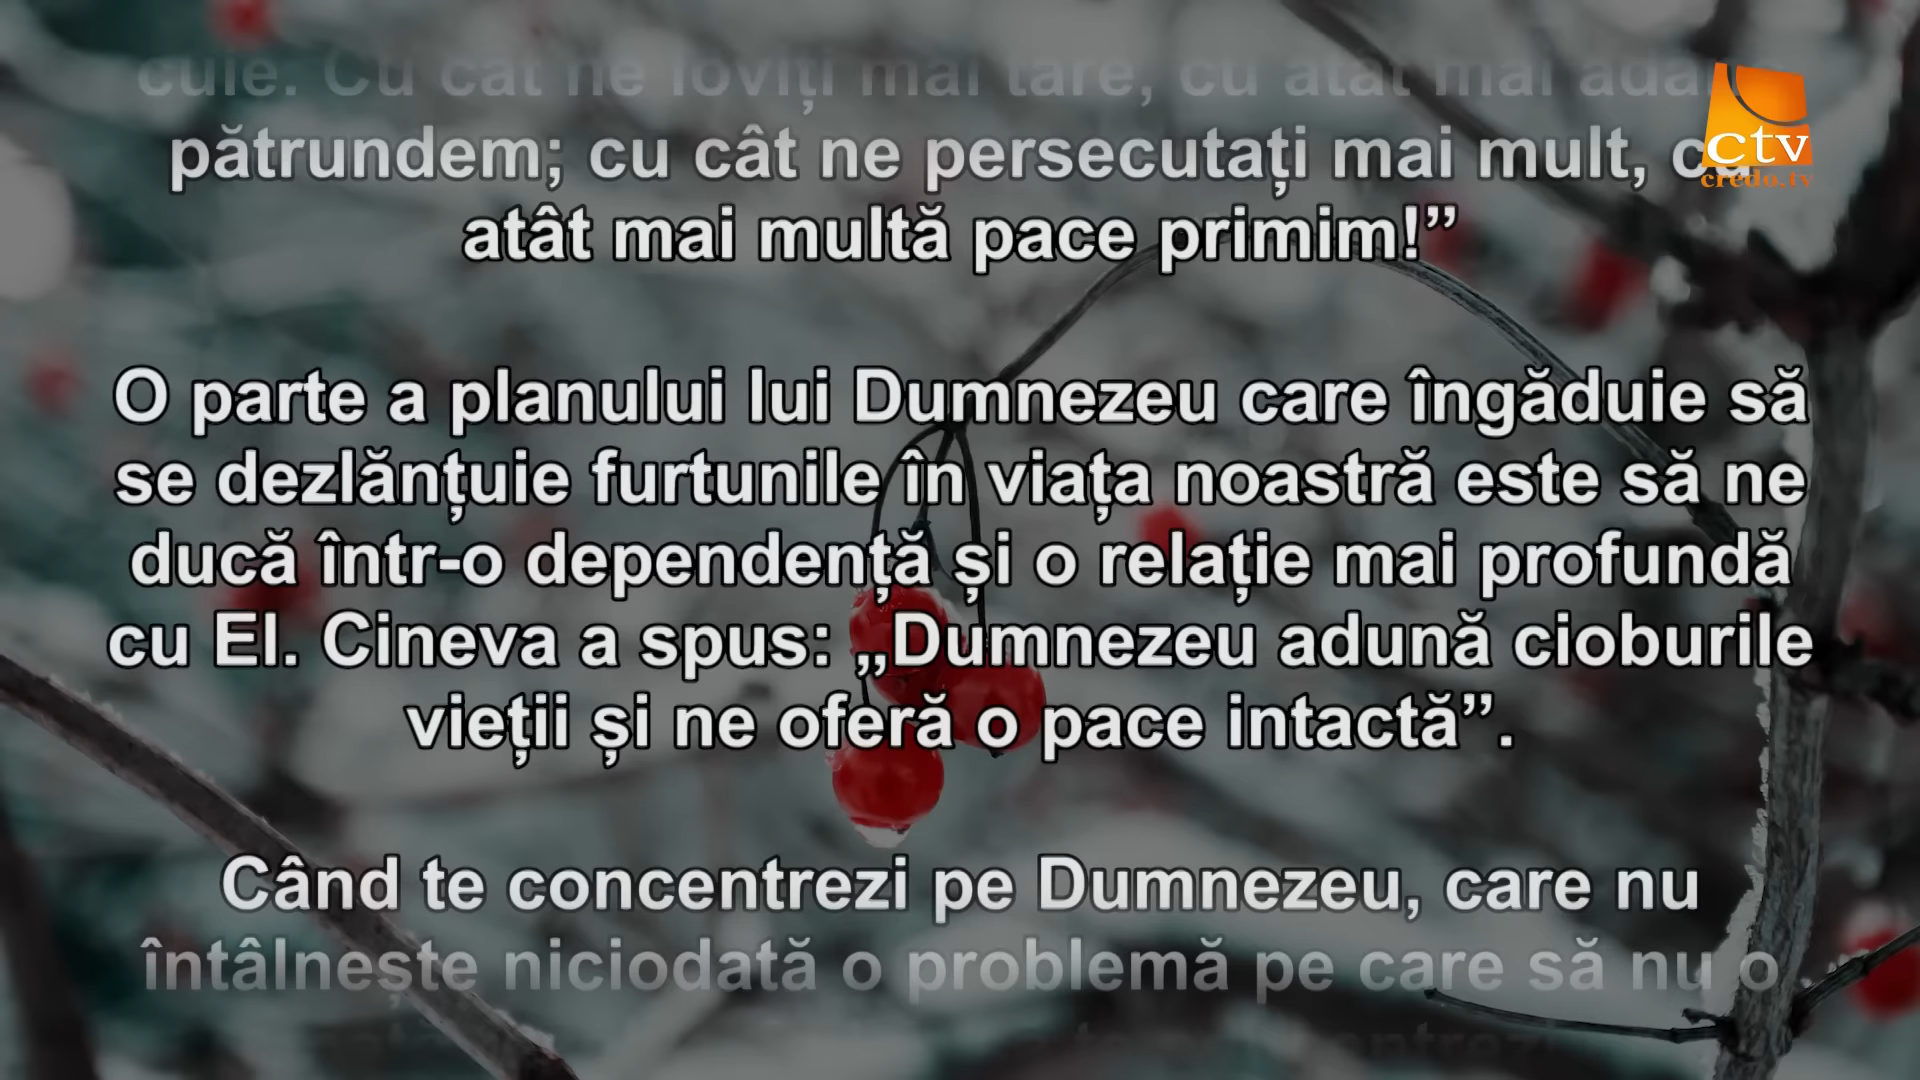 cuie. Cu cât ne loviți mai tare, cu atât mai
pătrundem; cu cât ne persecutați mai mult, cu
atât mai multă pace primim!”
O parte a planului lui Dumnezeu care îngăduie să
se dezlănțuie furtunile în viața noastră este să ne
ducă într-o dependență și o relație mai profundă
cu El. Cineva a spus: „Dumnezeu adună cioburile
vieții și ne oferă o pace intactă”.
Când te concentrezi pe Dumnezeu, care nu
întâlnește niciodată o problemă pe care să nu o
ctv
credo.tv